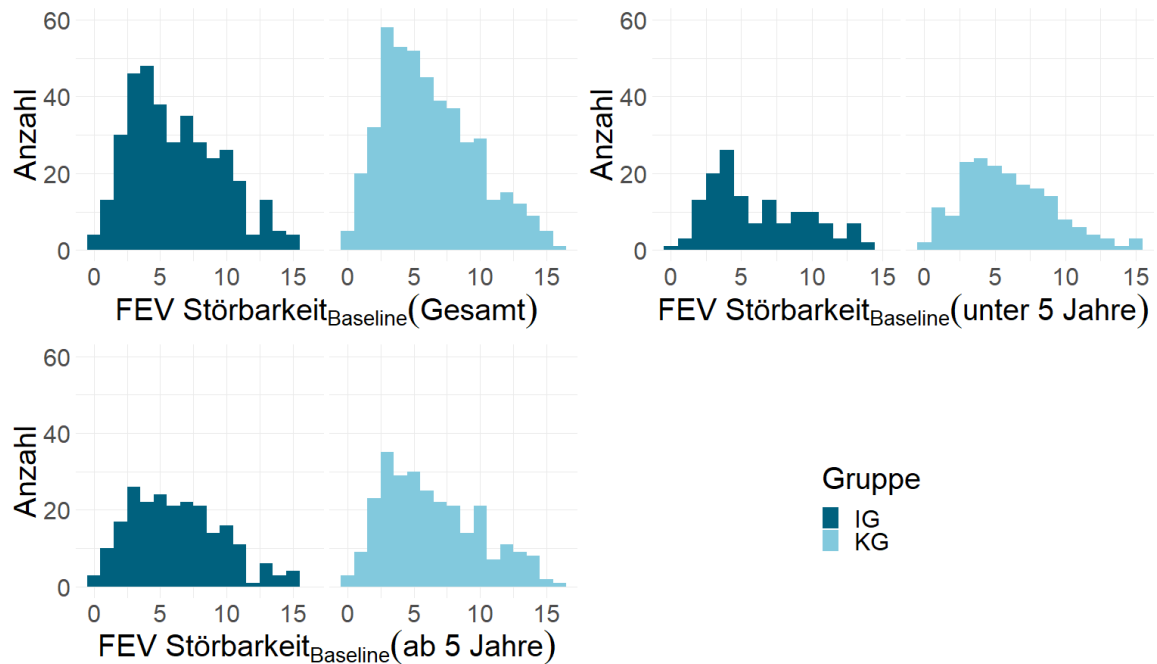 60
40
20
0
Anzahl
0 5 10 15 0 5 10 15
FEV Störbarkeit Baseline (Gesamt)
60
40
20
0
Anzahl
0 5 10 15 0 5 10 15
FEV Störbarkeit Baseline (unter 5 Jahre)
60
40
20
0
Anzahl
0 5 10 15 0 5 10 15
FEV Störbarkeit Baseline (ab 5 Jahre)
Gruppe
IG
KG